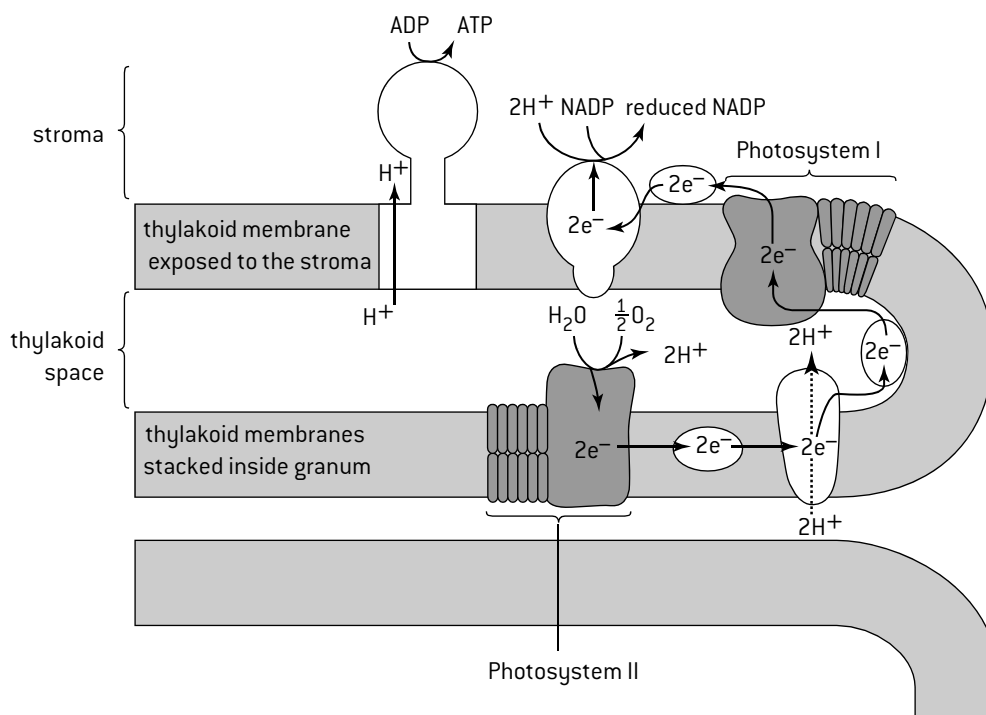 ADP ATP
stroma
2H⁺ NADP reduced NADP
Photosystem I
H⁺
2e⁻
2e⁻
2e⁻
thylakoid membrane
exposed to the stroma
H⁺
H₂O ½O₂
thylakoid
space
2H⁺
2H⁺
2e⁻
thylakoid membranes
stacked inside granum
2e⁻
2e⁻
2e⁻
2H⁺
Photosystem II